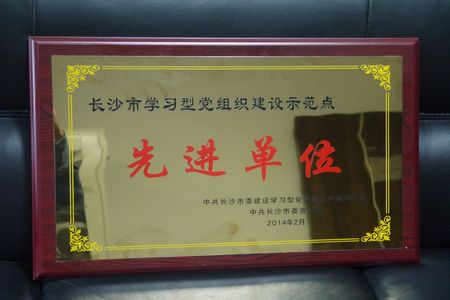 长沙市学习型党组织建设示范点
先进单位
中共长沙市委建设学习型党
中共长沙市委宣
2014年2月